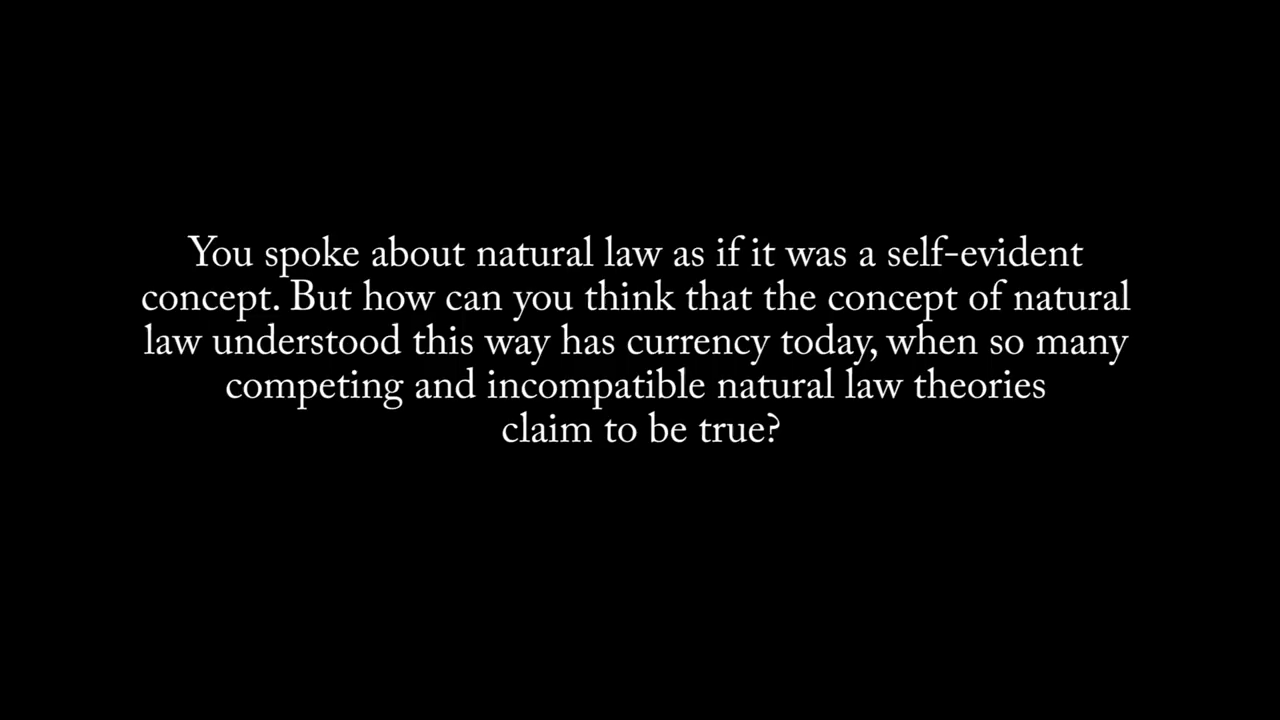 You spoke about natural law as if it was a self-evident
concept. But how can you think that the concept of natural
law understood this way has currency today, when so many
competing and incompatible natural law theories
claim to be true?